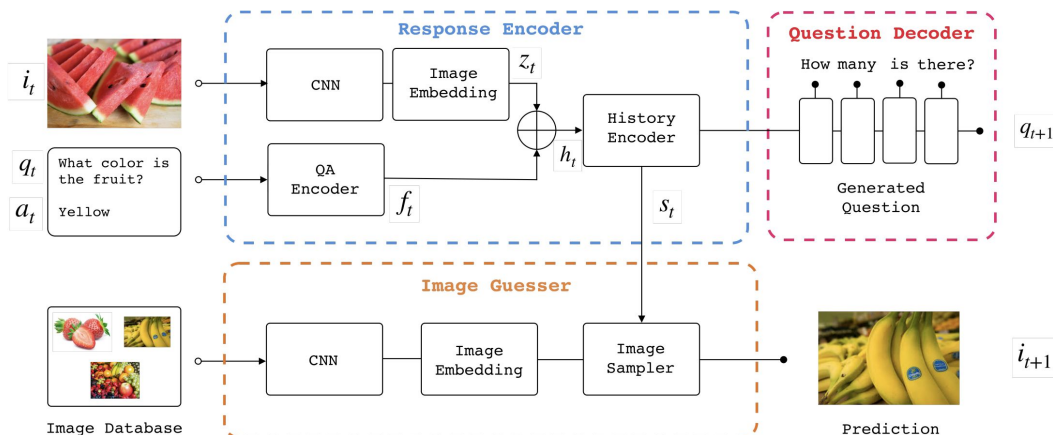 Response Encoder
Question Decoder
i_t
CNN
Image
Embedding
z_t
How many is there?
History
Encoder
h_t
q_{t+1}
q_t
What color is
the fruit?
a_t
Yellow
QA
Encoder
f_t
Generated
Question
s_t
Image Guesser
CNN
Image
Embedding
Image
Sampler
i_{t+1}
Image Database
Prediction